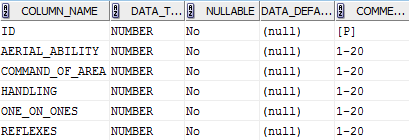 COLUMN_NAME DATA_T... NULLABLE DATA_DEFA... COMME...
ID NUMBER No (null) [P]
AERIAL_ABILITY NUMBER No (null) 1-20
COMMAND_OF_AREA NUMBER No (null) 1-20
HANDLING NUMBER No (null) 1-20
ONE_ON_ONES NUMBER No (null) 1-20
REFLEXES NUMBER No (null) 1-20